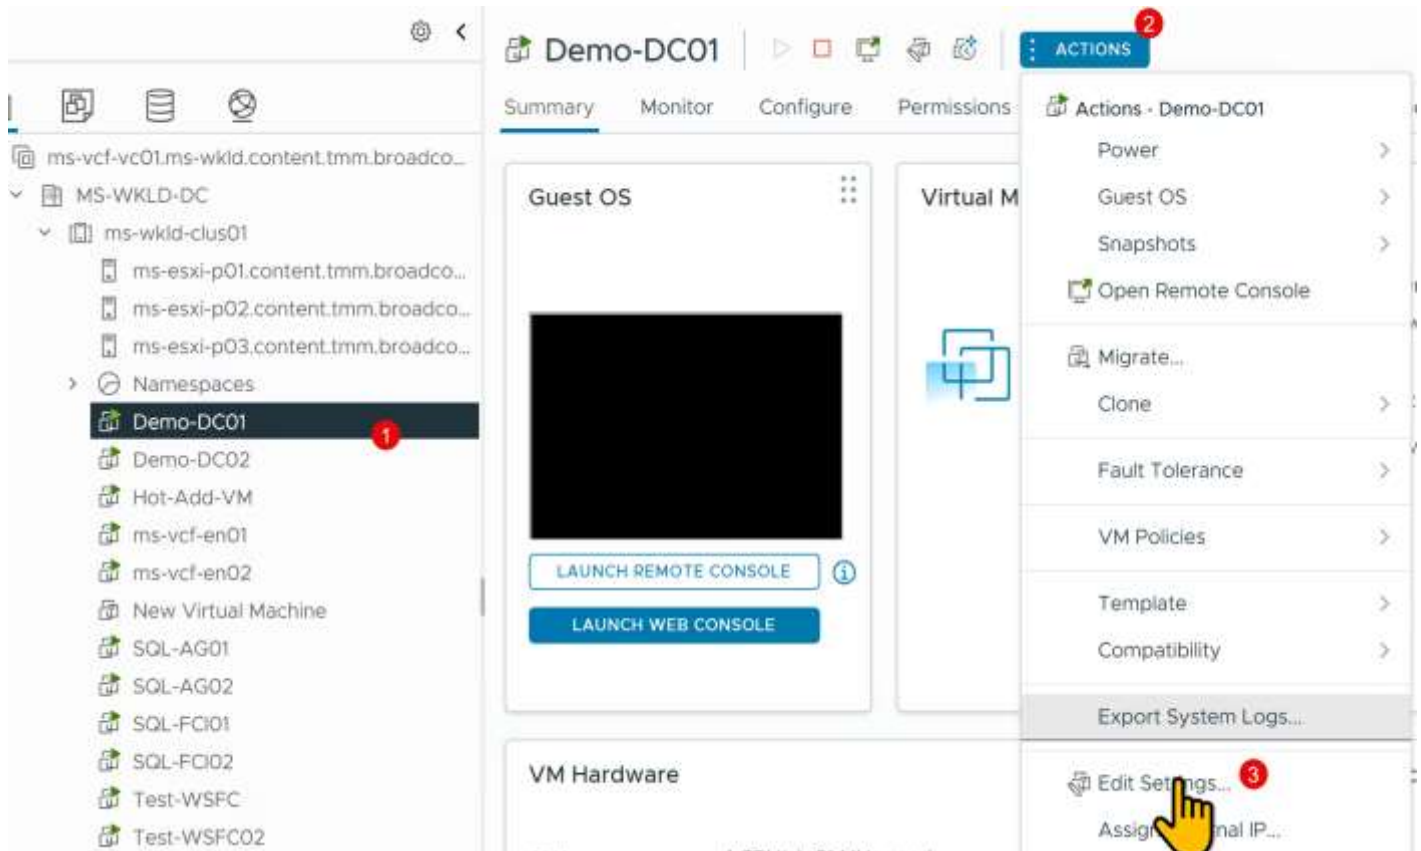 2
Demo-DC01
ACTIONS
Summary
Monitor
Configure
Permissions
ms-vcf-vc01.ms-wkld.content.tmm.broadco...
MS-WKLD-DC
ms-wkld-clus01
ms-esxi-p01.content.tmm.broadco...
ms-esxi-p02.content.tmm.broadco...
ms-esxi-p03.content.tmm.broadco...
Namespaces
Demo-DC01
1
Demo-DC02
Hot-Add-VM
ms-vcf-en01
ms-vcf-en02
New Virtual Machine
SQL-AG01
SQL-AG02
SQL-FCI01
SQL-FCI02
Test-WSFC
Test-WSFC02
Guest OS
LAUNCH REMOTE CONSOLE
LAUNCH WEB CONSOLE
Virtual M
VM Hardware
Actions - Demo-DC01
Power
Guest OS
Snapshots
Open Remote Console
Migrate...
Clone
Fault Tolerance
VM Policies
Template
Compatibility
Export System Logs...
Edit Settings...
3
IP...